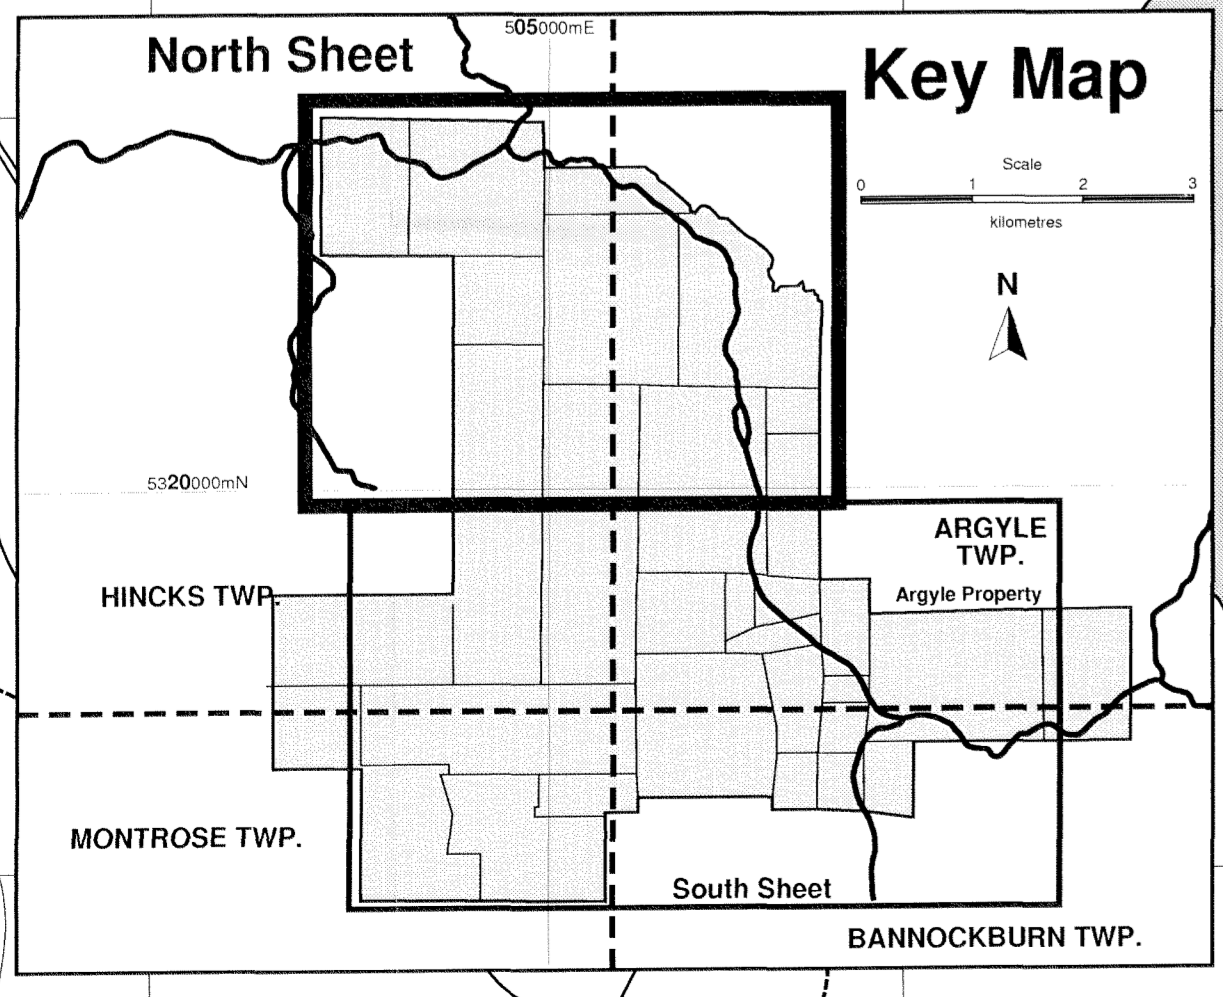 505000mE
North Sheet
Key Map
Scale
0 1 2 3
kilometres
N
5320000mN
ARGYLE
TWP.
HINCKS TWP.
Argyle Property
MONTROSE TWP.
South Sheet
BANNOCKBURN TWP.